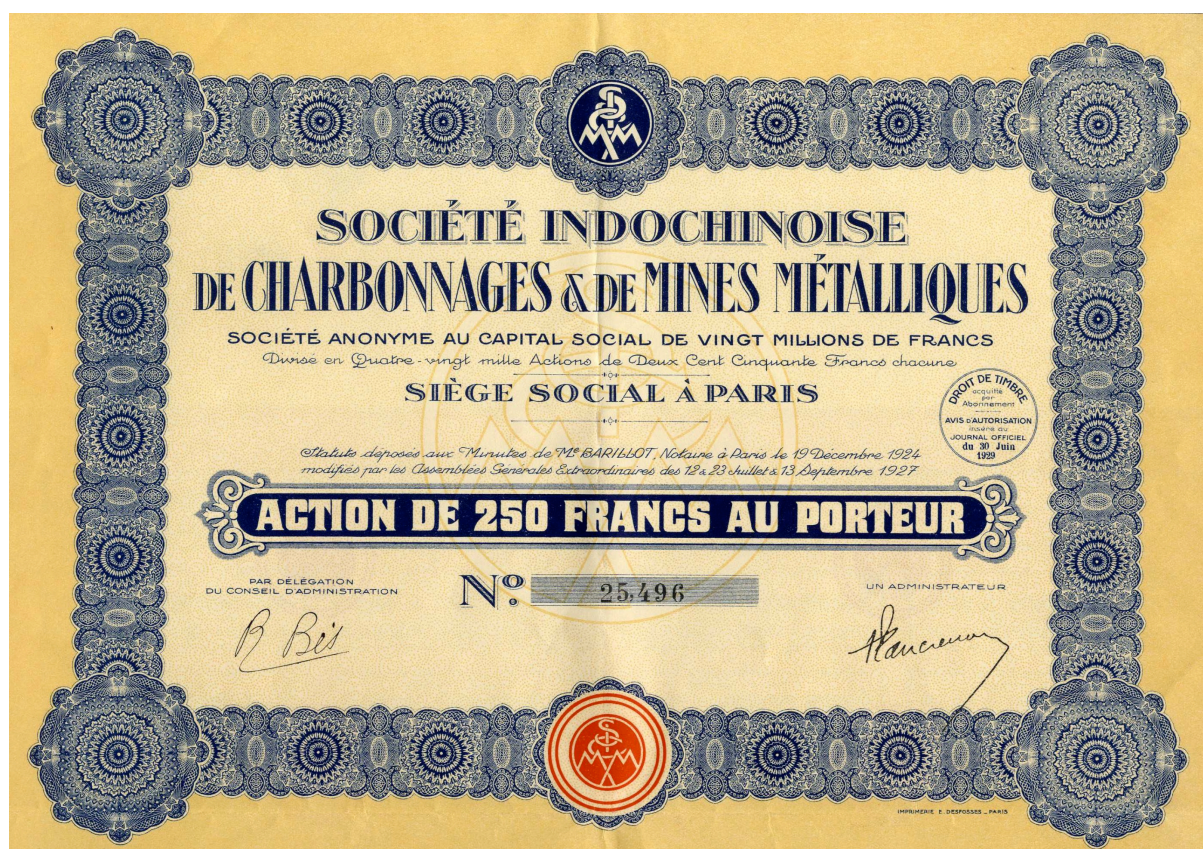 SOCIÉTÉ INDOCHINOISE
DE CHARBONNAGES & DE MINES MÉTALLIQUES
SOCIÉTÉ ANONYME AU CAPITAL SOCIAL DE VINGT MILLIONS DE FRANCS
Divisé en Quatre-vingt mille Actions de Deux Cent Cinquante Francs chacune
SIÈGE SOCIAL À PARIS
DROIT DE TIMBRE
acquitté
par
Abonnement
AVIS D'AUTORISATION
inséré au
JOURNAL OFFICIEL
du 30 Juin
1929
Statuts déposés aux Minutes de Me BARILLOT, Notaire à Paris le 19 Décembre 1924
modifiés par les Assemblées Générales Extraordinaires des 12 & 23 Juillet & 13 Septembre 1927
ACTION DE 250 FRANCS AU PORTEUR
PAR DÉLÉGATION
DU CONSEIL D'ADMINISTRATION
No. 25,496
UN ADMINISTRATEUR
R Bès
IMPRIMERIE E. DESFOSSÉS _ PARIS